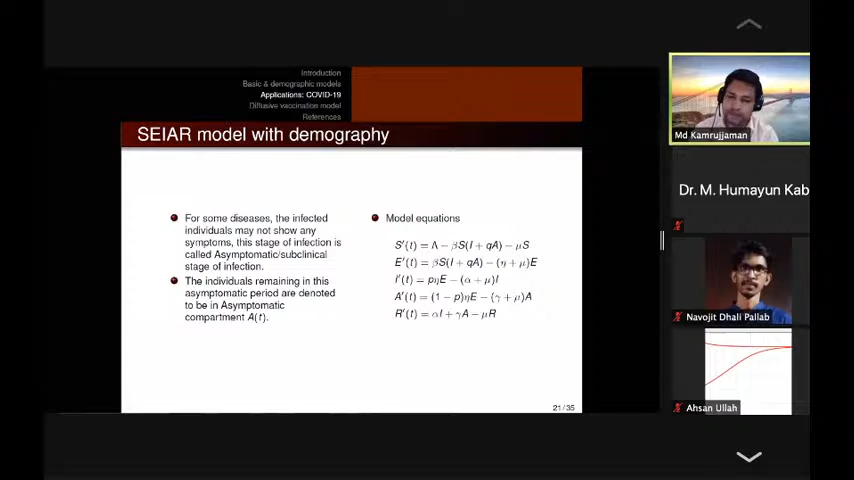 Introduction
Basic & demographic models
Applications: COVID-19
Diffusive vaccination model
References
SEIAR model with demography
For some diseases, the infected
individuals may not show any
symptoms, this stage of infection is
called Asymptomatic/subclinical
stage of infection.
The individuals remaining in this
asymptomatic period are denoted
to be in Asymptomatic
compartment A(t).
Model equations
S′(t) = Λ − βS(I + qA) − μS
E′(t) = βS(I + qA) − (η + μ)E
I′(t) = pηE − (α + μ)I
A′(t) = (1 − p)ηE − (γ + μ)A
R′(t) = αI + γA − μR
21/35
Md Kamrujjaman
Dr. M. Humayun Kab
Navojit Dhali Pallab
Ahsan Ullah